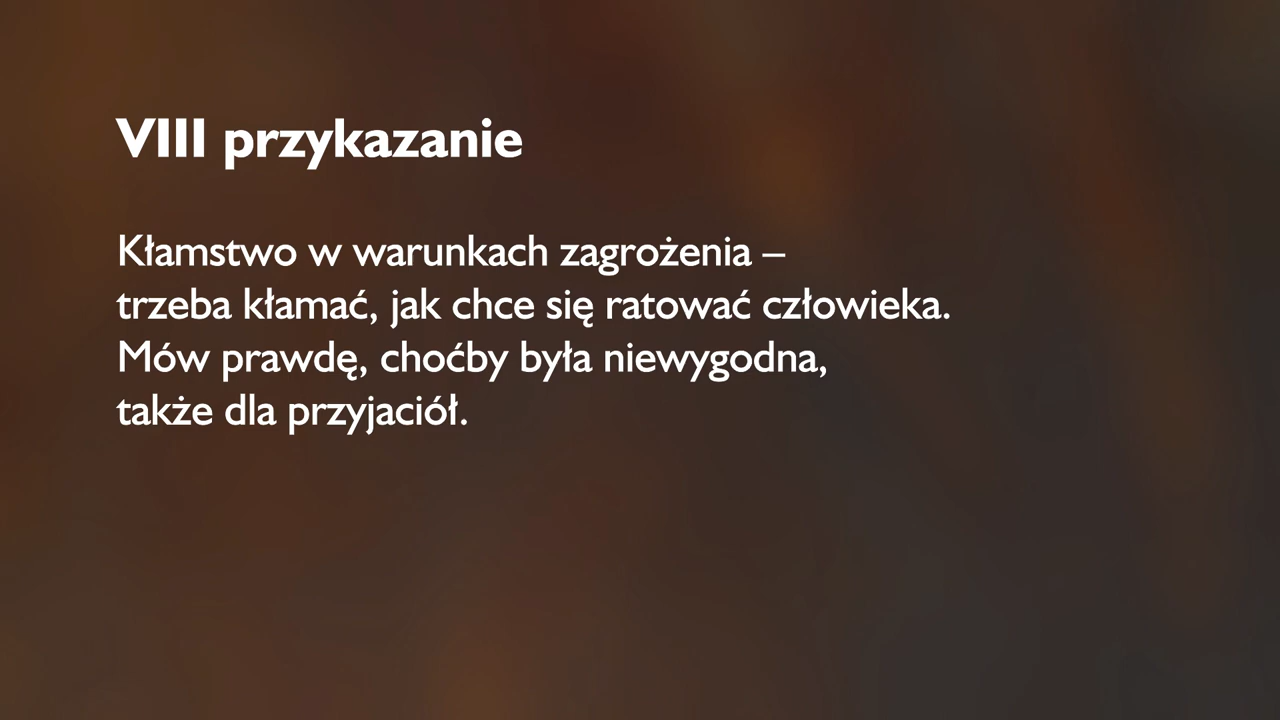 VIII przykazanie
Kłamstwo w warunkach zagrożenia –
trzeba kłamać, jak chce się ratować człowieka.
Mów prawdę, choćby była niewygodna,
także dla przyjaciół.